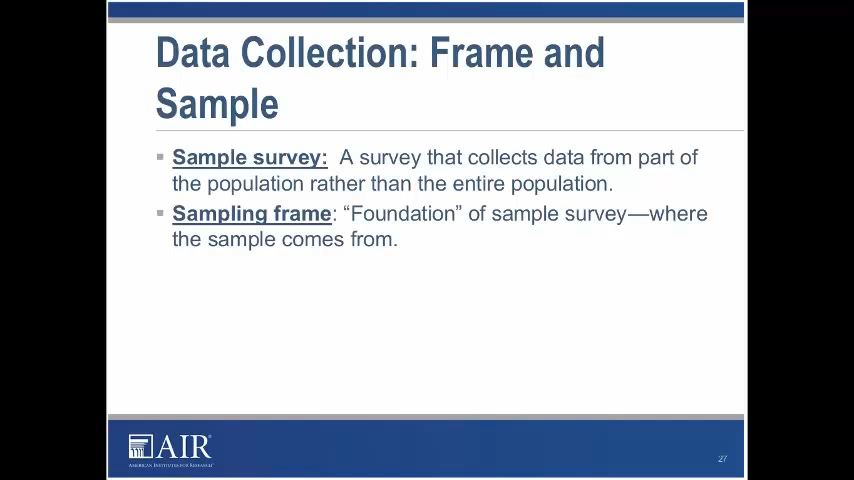 Data Collection: Frame and
Sample
▪ Sample survey: A survey that collects data from part of
the population rather than the entire population.
▪ Sampling frame: “Foundation” of sample survey—where
the sample comes from.
AIR®
AMERICAN INSTITUTES FOR RESEARCH®
27